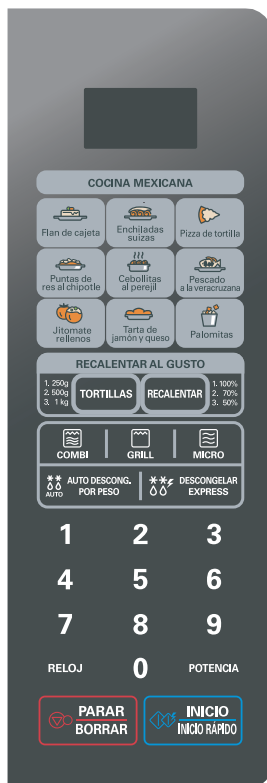 COCINA MEXICANA
Flan de cajeta
Enchiladas
suizas
Pizza de tortilla
Puntas de
res al chipotle
Cebollitas
al perejil
Pescado
a la veracruzana
Jitomate
rellenos
Tarta de
jamón y queso
Palomitas
RECALENTAR AL GUSTO
1. 250g
2. 500g
3. 1 kg
TORTILLAS
RECALENTAR
1. 100%
2. 70%
3. 50%
COMBI
GRILL
MICRO
AUTO
AUTO DESCONG.
POR PESO
DESCONGELAR
EXPRESS
1 2 3
4 5 6
7 8 9
RELOJ 0 POTENCIA
PARAR
BORRAR
INICIO
INICIO RÁPIDO